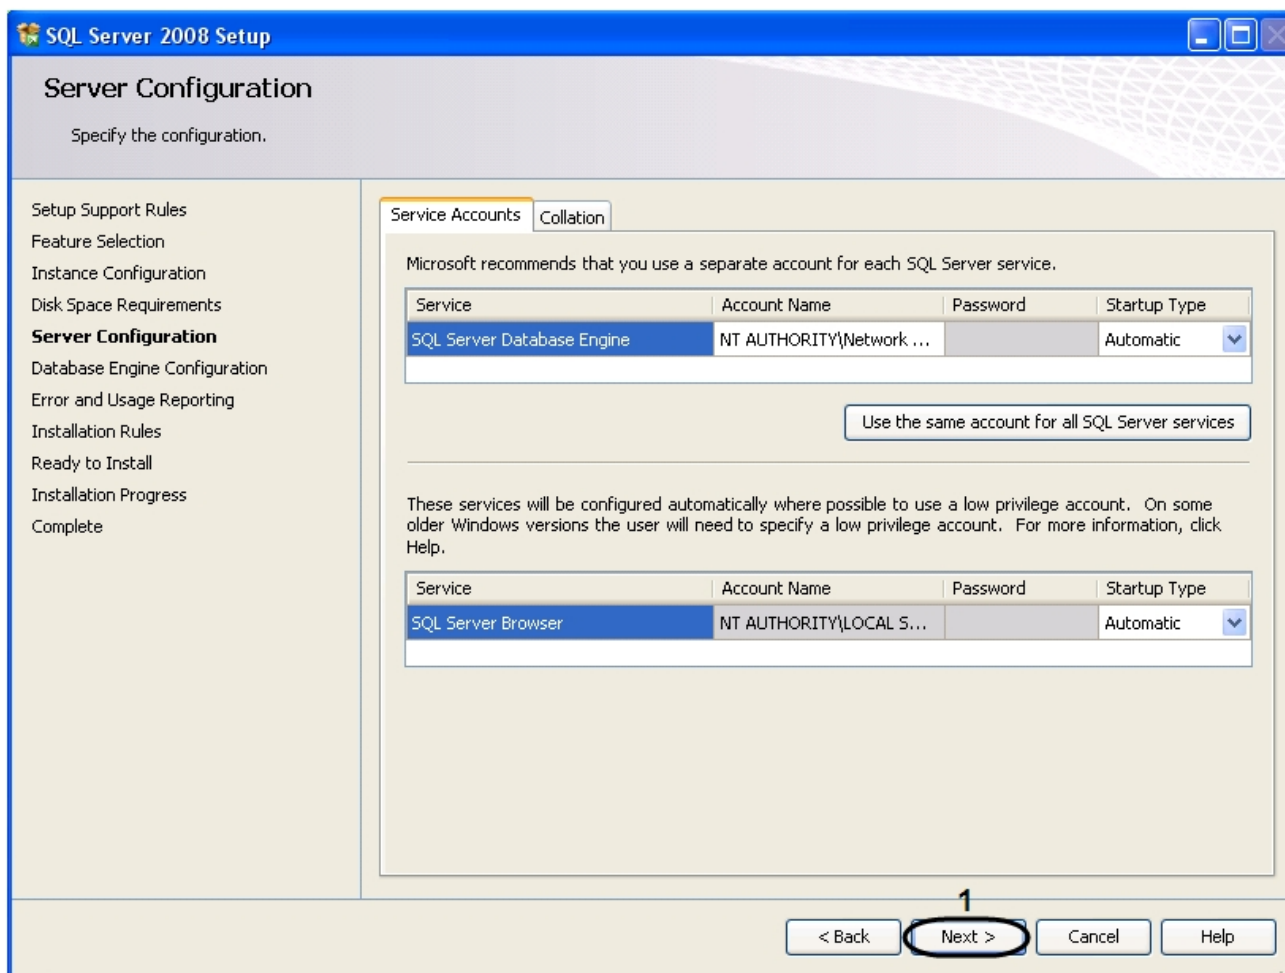 SQL Server 2008 Setup
Server Configuration
Specify the configuration.
Setup Support Rules
Feature Selection
Instance Configuration
Disk Space Requirements
Server Configuration
Database Engine Configuration
Error and Usage Reporting
Installation Rules
Ready to Install
Installation Progress
Complete
Service Accounts Collation
Microsoft recommends that you use a separate account for each SQL Server service.
Service Account Name Password Startup Type
SQL Server Database Engine NT AUTHORITY\Network ... Automatic
Use the same account for all SQL Server services
These services will be configured automatically where possible to use a low privilege account. On some
older Windows versions the user will need to specify a low privilege account. For more information, click
Help.
Service Account Name Password Startup Type
SQL Server Browser NT AUTHORITY\LOCAL S... Automatic
1
< Back Next > Cancel Help